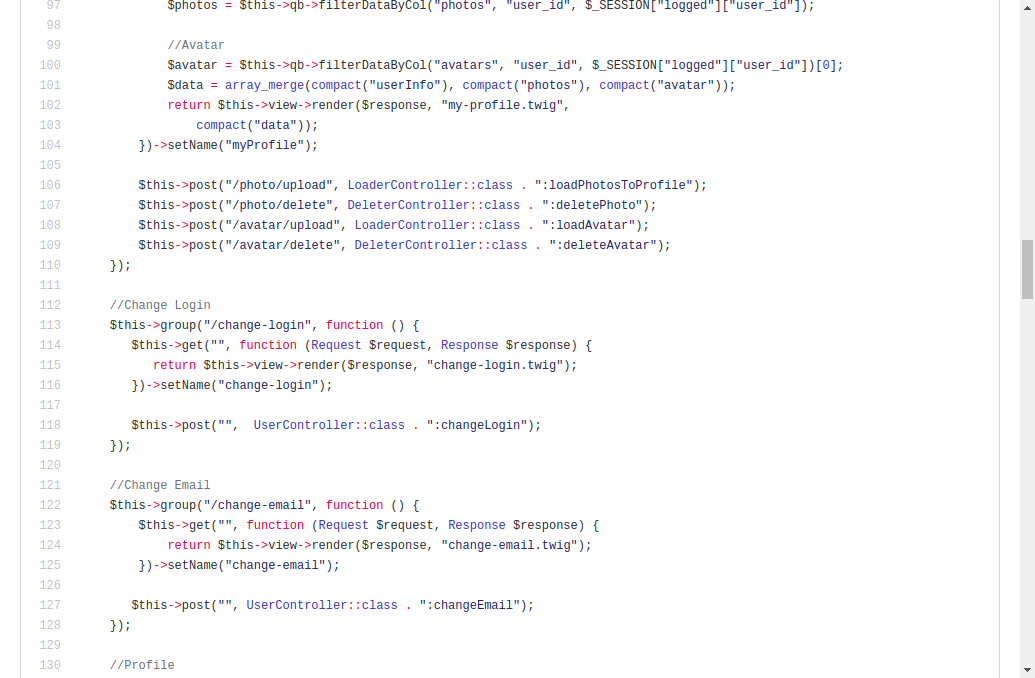 97 $photos = $this->qb->filterDataByCol("photos", "user_id", $_SESSION["logged"]["user_id"]);
98
99 //Avatar
100 $avatar = $this->qb->filterDataByCol("avatars", "user_id", $_SESSION["logged"]["user_id"])[0];
101 $data = array_merge(compact("userInfo"), compact("photos"), compact("avatar"));
102 return $this->view->render($response, "my-profile.twig",
103 compact("data"));
104 })->setName("myProfile");
105
106 $this->post("/photo/upload", LoaderController::class . ":loadPhotosToProfile");
107 $this->post("/photo/delete", DeleterController::class . ":deletePhoto");
108 $this->post("/avatar/upload", LoaderController::class . ":loadAvatar");
109 $this->post("/avatar/delete", DeleterController::class . ":deleteAvatar");
110 });
111
112 //Change Login
113 $this->group("/change-login", function () {
114 $this->get("", function (Request $request, Response $response) {
115 return $this->view->render($response, "change-login.twig");
116 })->setName("change-login");
117
118 $this->post("",  UserController::class . ":changeLogin");
119 });
120
121 //Change Email
122 $this->group("/change-email", function () {
123 $this->get("", function (Request $request, Response $response) {
124 return $this->view->render($response, "change-email.twig");
125 })->setName("change-email");
126
127 $this->post("", UserController::class . ":changeEmail");
128 });
129
130 //Profile